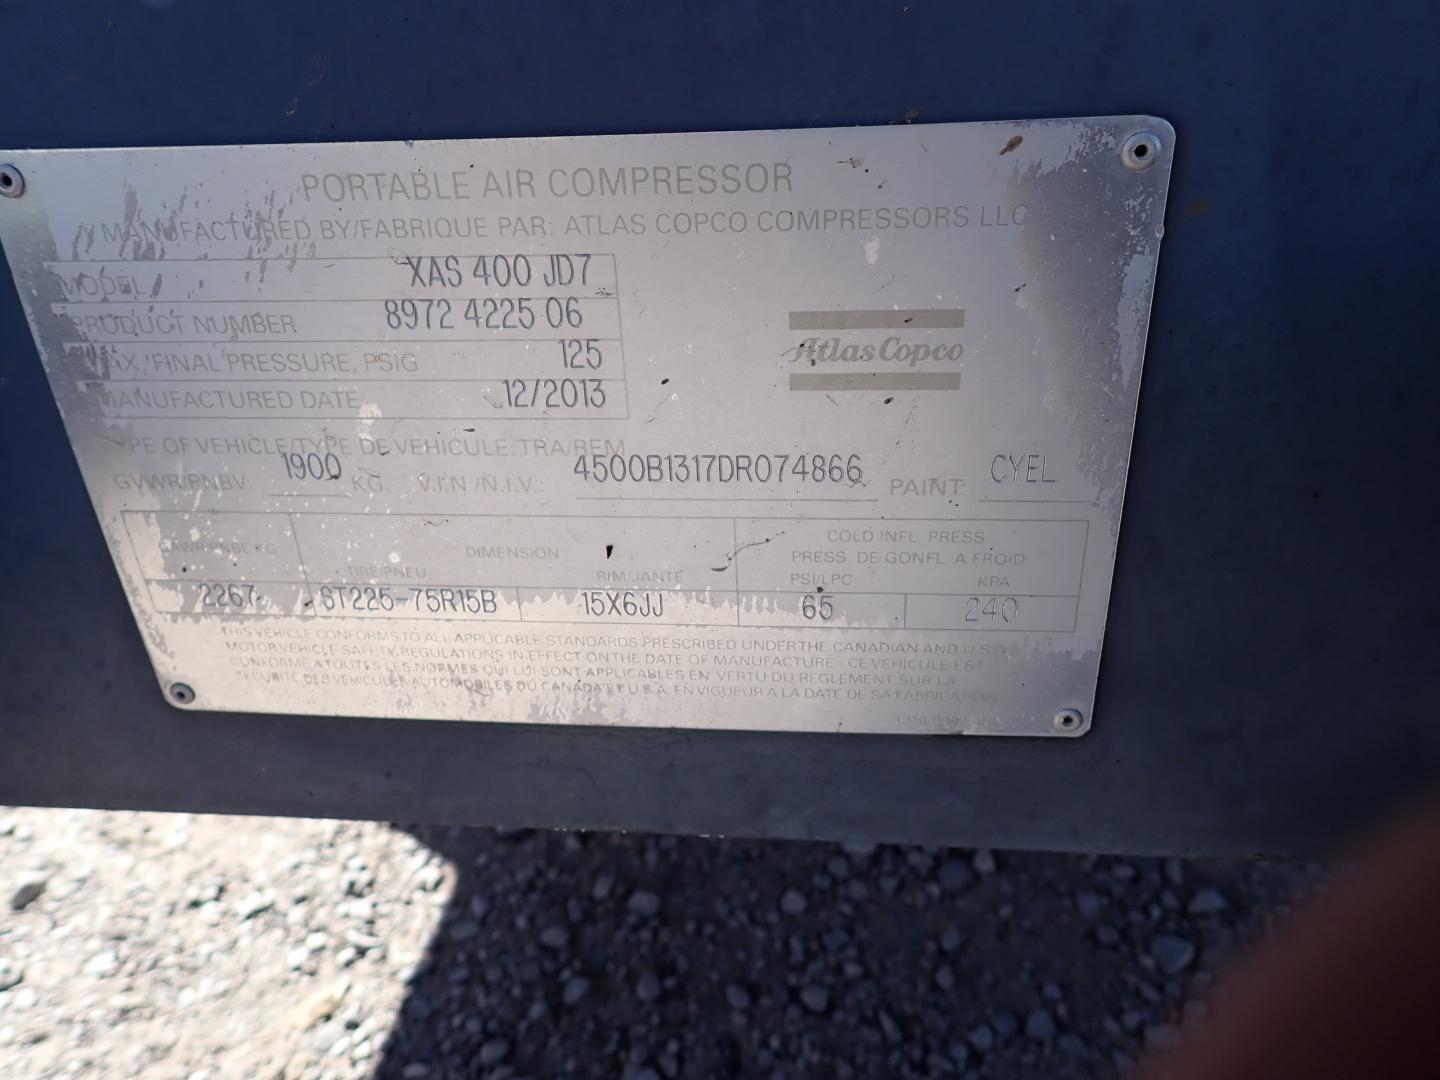 PORTABLE AIR COMPRESSOR
MANUFACTURED BY/FABRIQUE PAR: ATLAS COPCO COMPRESSORS LLC
MODEL XAS 400 JD7
PRODUCT NUMBER 8972 4225 06
MAX. FINAL PRESSURE, PSIG 125
MANUFACTURED DATE 12/2013
Atlas Copco
TYPE OF VEHICLE/TYPE DE VEHICULE: TRA/REM
GVWR/PNBV: 1900 KG. V.I.N./N.I.V.: 4500B1317DR074866 PAINT: CYEL
GAWR/PNBE KG DIMENSION COLD INFL. PRESS.
PRESS. DE GONFL. A FROID
TIRE/PNEU RIM/JANTE PSI/LPC KPA
2267 ST225-75R15B 15X6JJ 65 240
THIS VEHICLE CONFORMS TO ALL APPLICABLE STANDARDS PRESCRIBED UNDER THE CANADIAN AND U.S.A.
MOTOR VEHICLE SAFETY REGULATIONS IN EFFECT ON THE DATE OF MANUFACTURE - CE VEHICULE EST
CONFORME A TOUTES LES NORMES QUI LUI SONT APPLICABLES EN VERTU DU REGLEMENT SUR LA
SECURITE DES VEHICULES AUTOMOBILES DU CANADA ET U.S.A. EN VIGUEUR A LA DATE DE SA FABRICATION